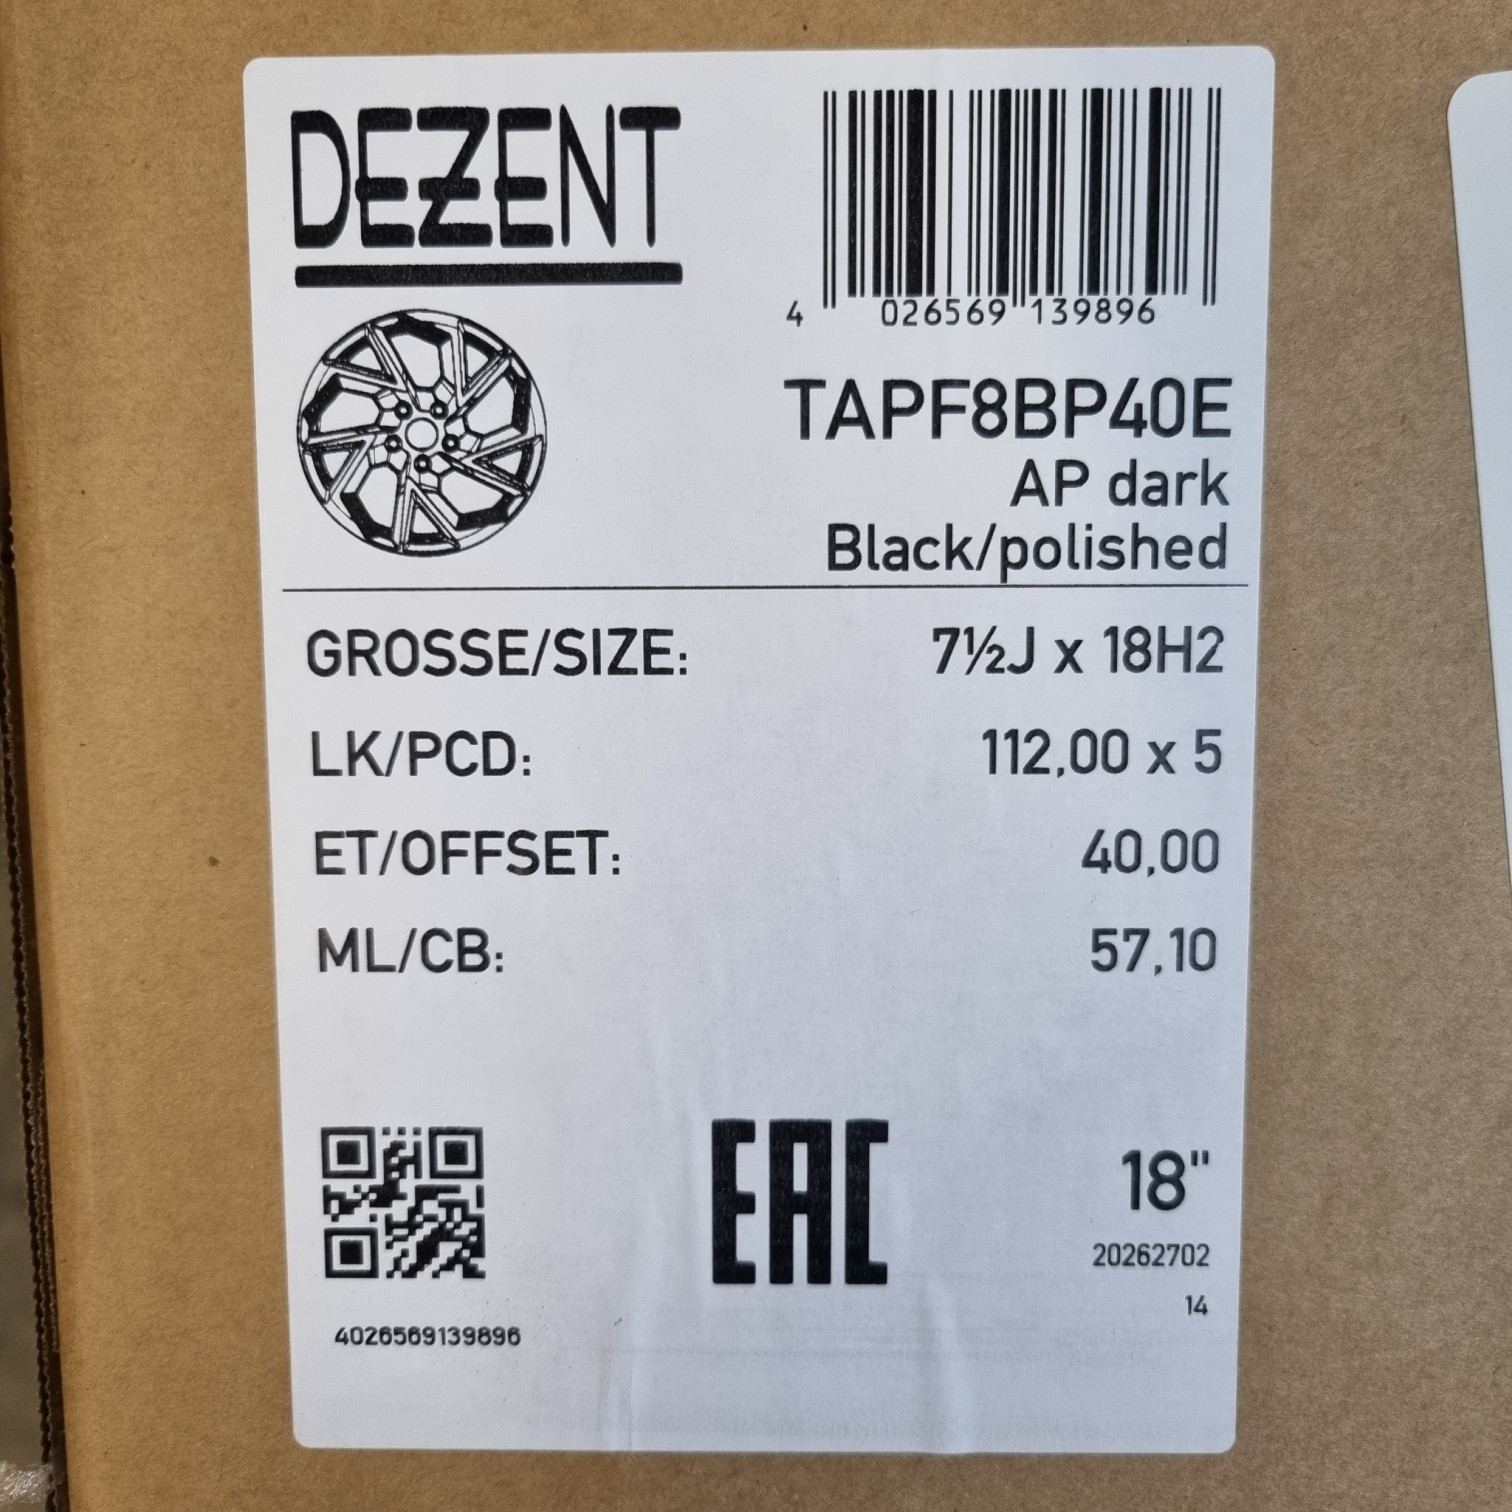 DEZENT
4 026569 139896
TAPF8BP40E
AP dark
Black/polished
GROSSE/SIZE: 7½J x 18H2
LK/PCD: 112,00 x 5
ET/OFFSET: 40,00
ML/CB: 57,10
EAC
18"
20262702
14
4026569139896